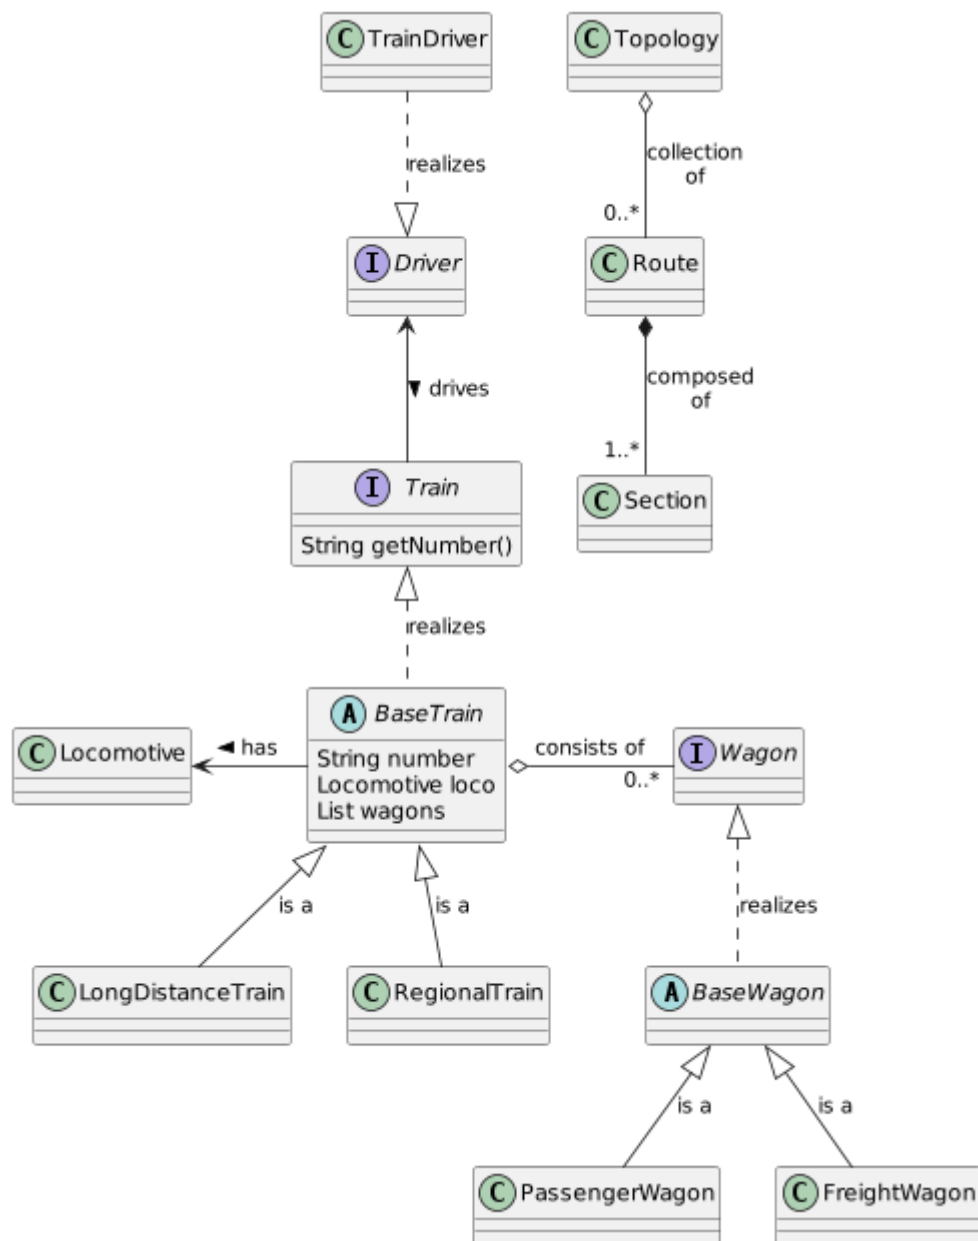 C TrainDriver
C Topology
realizes
collection
of
0..*
I Driver
C Route
drives
composed
of
1..*
I Train
String getNumber()
C Section
realizes
C Locomotive
has
A BaseTrain
String number
Locomotive loco
List wagons
consists of
0..*
I Wagon
is a
is a
realizes
C LongDistanceTrain
C RegionalTrain
A BaseWagon
is a
is a
C PassengerWagon
C FreightWagon